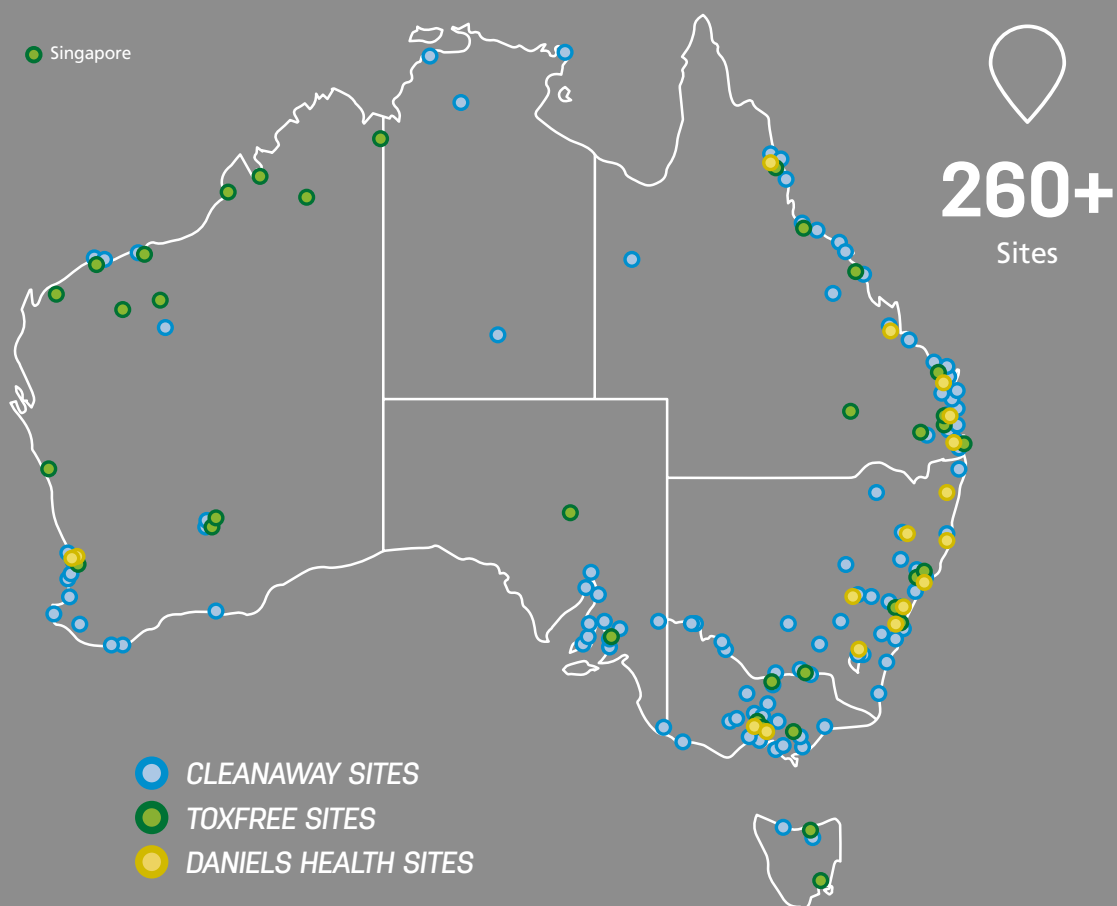 Singapore
260+
Sites
CLEANAWAY SITES
TOXFREE SITES
DANIELS HEALTH SITES